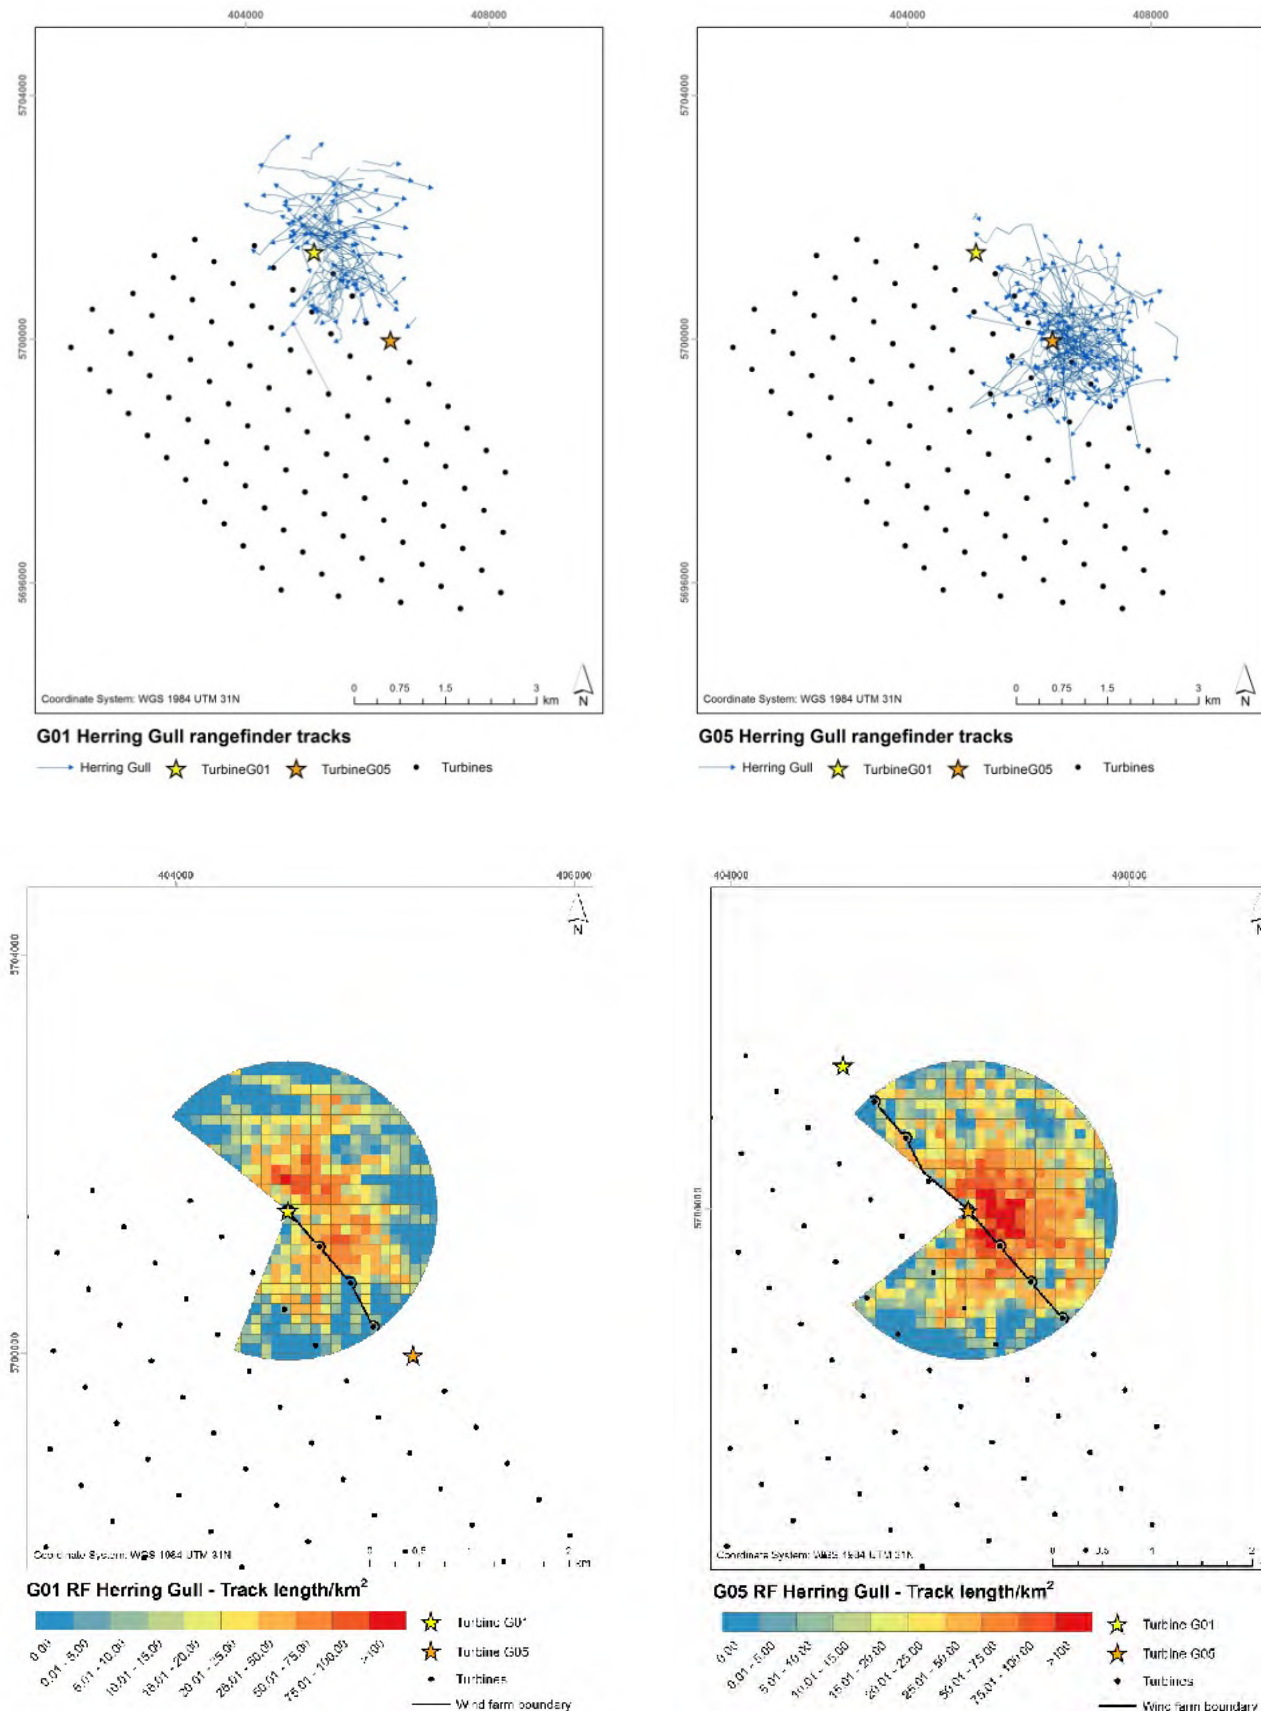 404000 408000
404000 408000
5704000
5700000
5696000
Coordinate System: WGS 1984 UTM 31N
0 0.75 1.5 3
km
N
5704000
5700000
5696000
Coordinate System: WGS 1984 UTM 31N
0 0.75 1.5 3
km
N
G01 Herring Gull rangefinder tracks
Herring Gull TurbineG01 TurbineG05 Turbines
G05 Herring Gull rangefinder tracks
Herring Gull TurbineG01 TurbineG05 Turbines
404000
N
5704000
Coordinate System: WGS 1984 UTM 31N
0 0.5 1 2
km
404000
Coordinate System: WGS 1984 UTM 31N
0 0.5 1 2
G01 RF Herring Gull - Track length/km²
0.00
0.01 - 5.00
5.01 - 10.00
10.01 - 15.00
15.01 - 20.00
20.01 - 25.00
25.01 - 50.00
50.01 - 75.00
75.01 - 100.00
>100
Turbine G01
Turbine G05
Turbines
Wind farm boundary
G05 RF Herring Gull - Track length/km²
0.00
0.01 - 5.00
5.01 - 10.00
10.01 - 15.00
15.01 - 20.00
20.01 - 25.00
25.01 - 50.00
50.01 - 75.00
75.01 - 100.00
>100
Turbine G01
Turbine G05
Turbines
Wind farm boundary